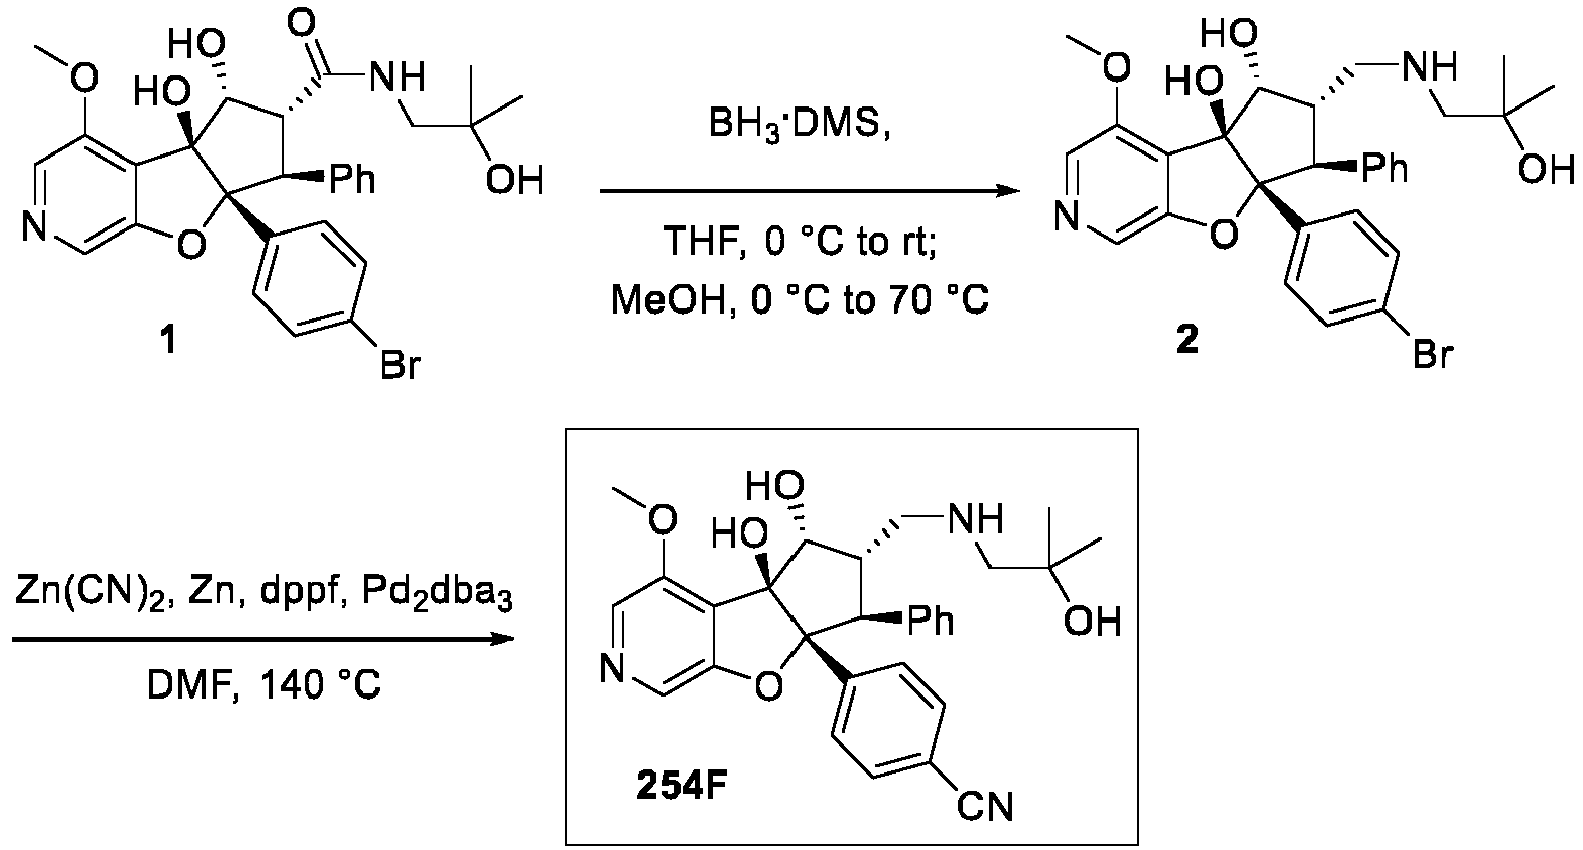 O
HO
O
HO
NH
OH
Ph
N
O
Br
1
BH₃·DMS,
THF, 0 °C to rt;
MeOH, 0 °C to 70 °C
HO
O
HO
NH
OH
Ph
N
O
Br
2
Zn(CN)₂, Zn, dppf, Pd₂dba₃
DMF, 140 °C
HO
O
HO
NH
OH
Ph
N
O
CN
254F